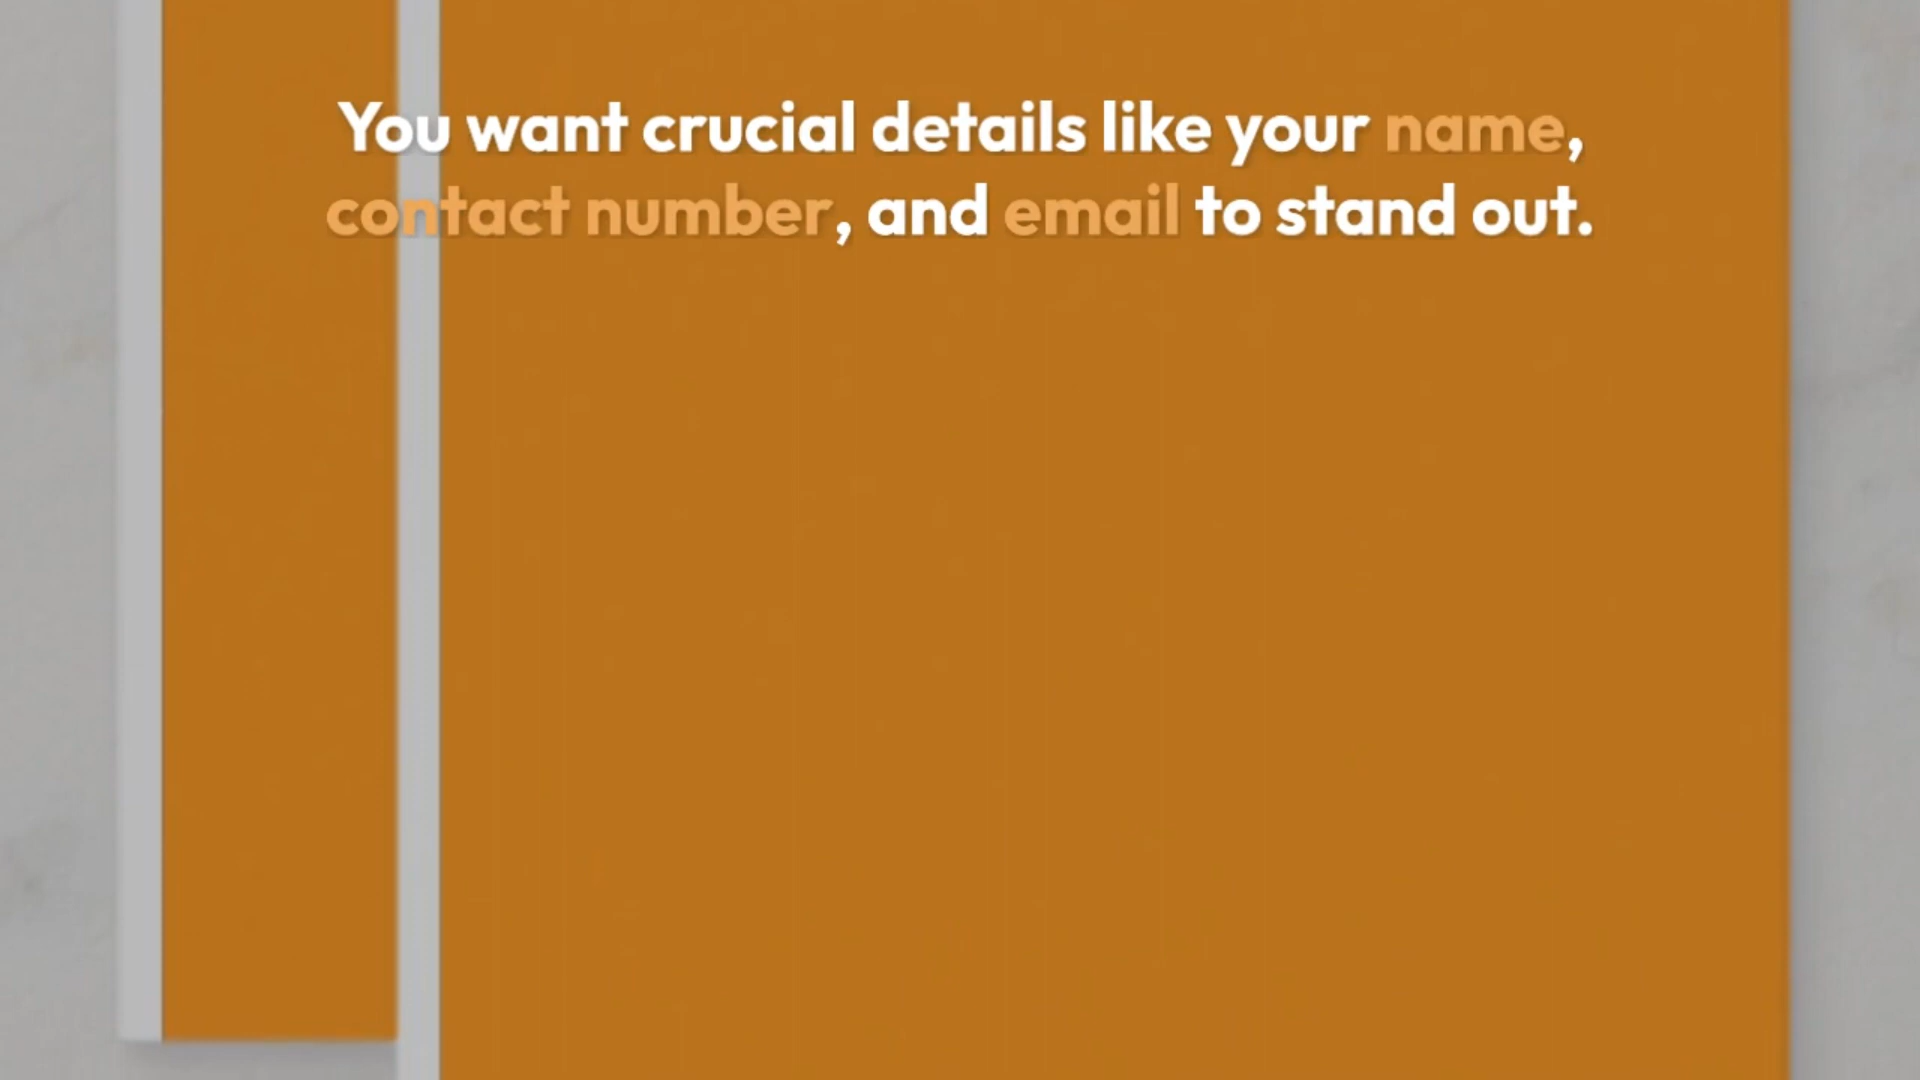 You want crucial details like your name,
contact number, and email to stand out.